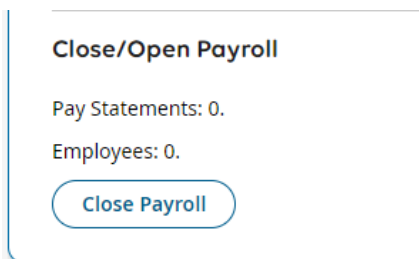 Close/Open Payroll
Pay Statements: 0.
Employees: 0.
Close Payroll